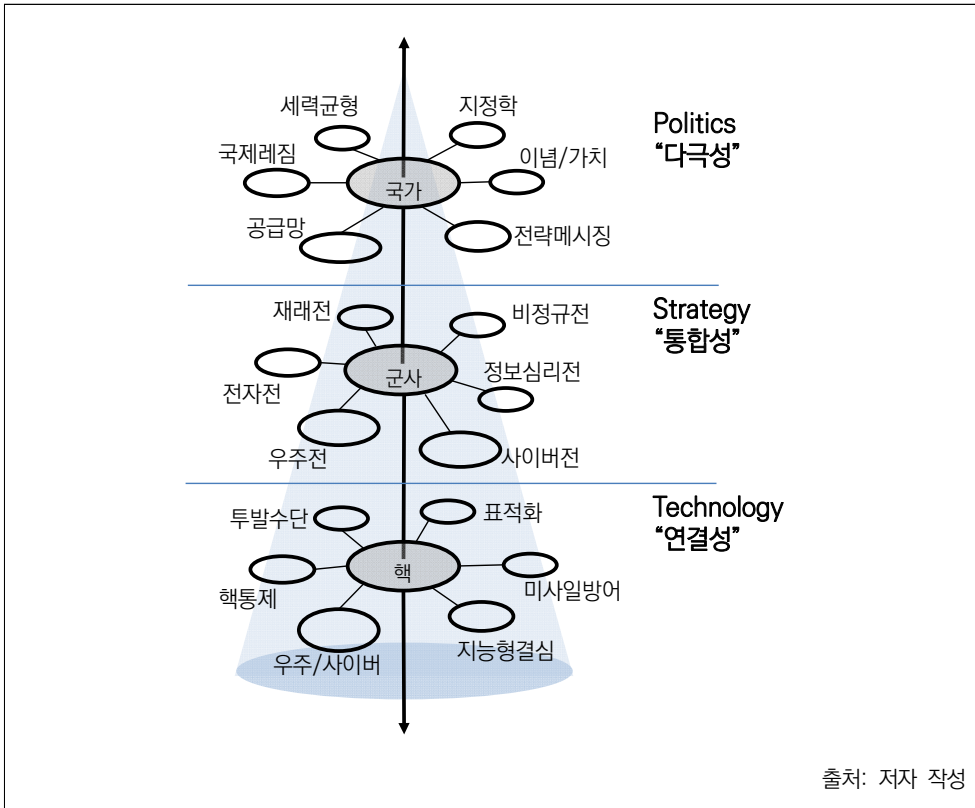 세력균형
지정학
국제레짐
이념/가치
국가
공급망
전략메시징
Politics
“다극성”
재래전
비정규전
전자전
군사
정보심리전
우주전
사이버전
Strategy
“통합성”
투발수단
표적화
핵
핵통제
미사일방어
우주/사이버
지능형결심
Technology
“연결성”
출처: 저자 작성